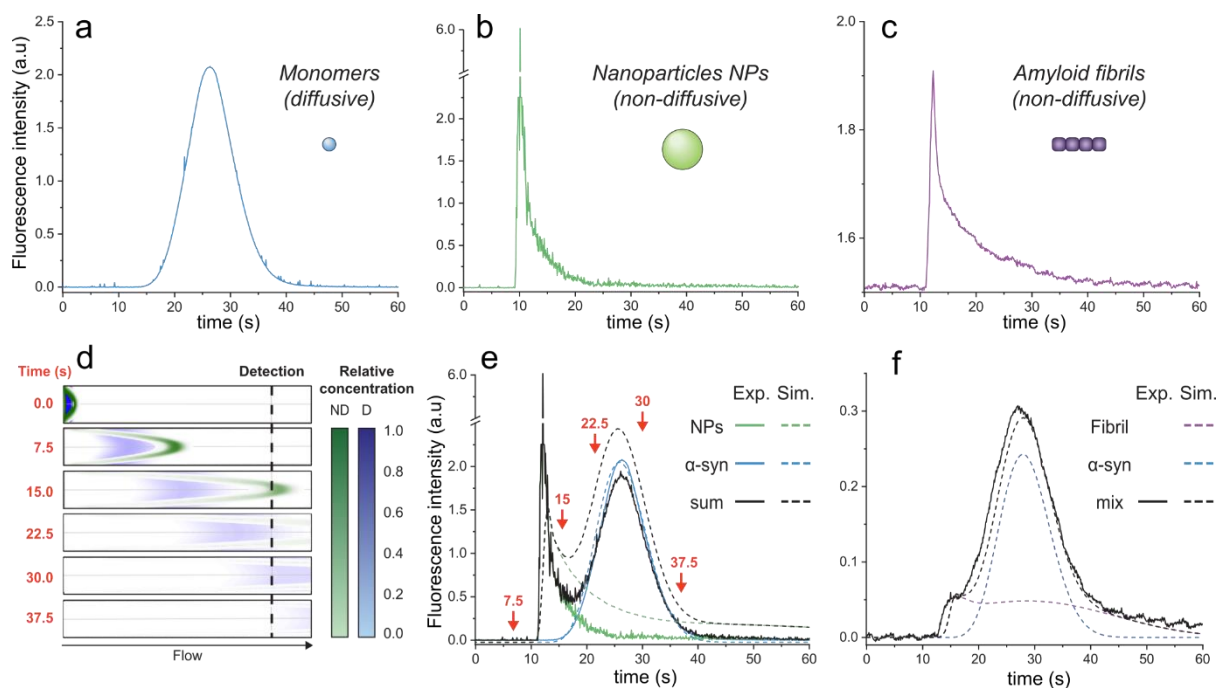 a
Fluorescence intensity (a.u)
2.5
2.0
1.5
1.0
0.5
0.0
Monomers
(diffusive)
0 10 20 30 40 50 60
time (s)
b
6.0
2.0
1.5
1.0
0.5
0.0
Nanoparticles NPs
(non-diffusive)
0 10 20 30 40 50 60
time (s)
c
2.0
1.8
1.6
Amyloid fibrils
(non-diffusive)
0 10 20 30 40 50 60
time (s)
d
Time (s)
Detection
Relative
concentration
ND D
0.0
7.5
15.0
22.5
30.0
37.5
1.0
0.8
0.6
0.4
0.2
0.0
Flow
e
Fluorescence intensity (a.u)
6.0
2.0
1.5
1.0
0.5
0.0
7.5
15
22.5
30
37.5
Exp. Sim.
NPs
α-syn
sum
0 10 20 30 40 50 60
time (s)
f
0.3
0.2
0.1
0.0
Exp. Sim.
Fibril
α-syn
mix
0 10 20 30 40 50 60
time (s)